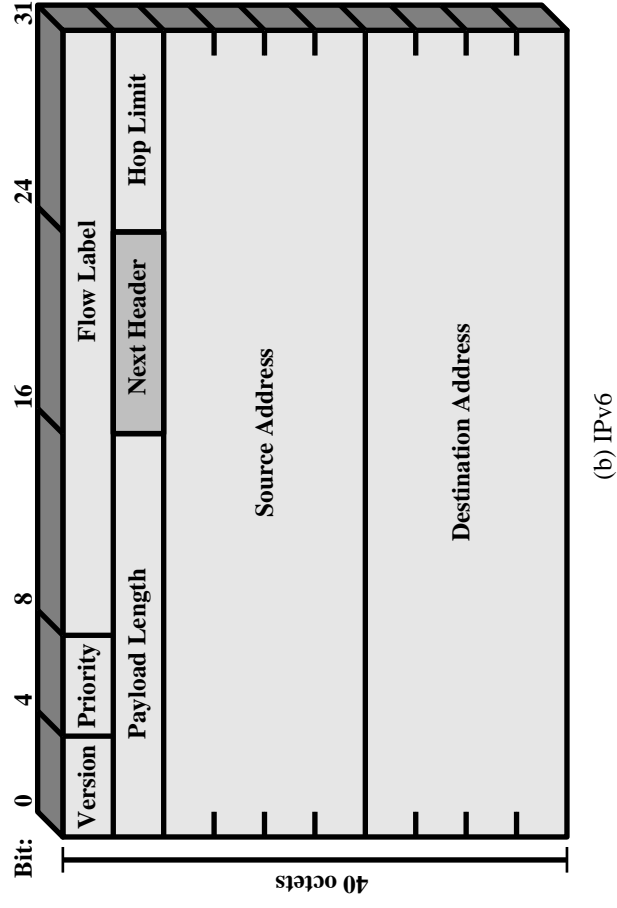 Bit: 0 4 8 16 24 31
Version Priority Flow Label
Payload Length Next Header Hop Limit
Source Address
Destination Address
40 octets
(b) IPv6